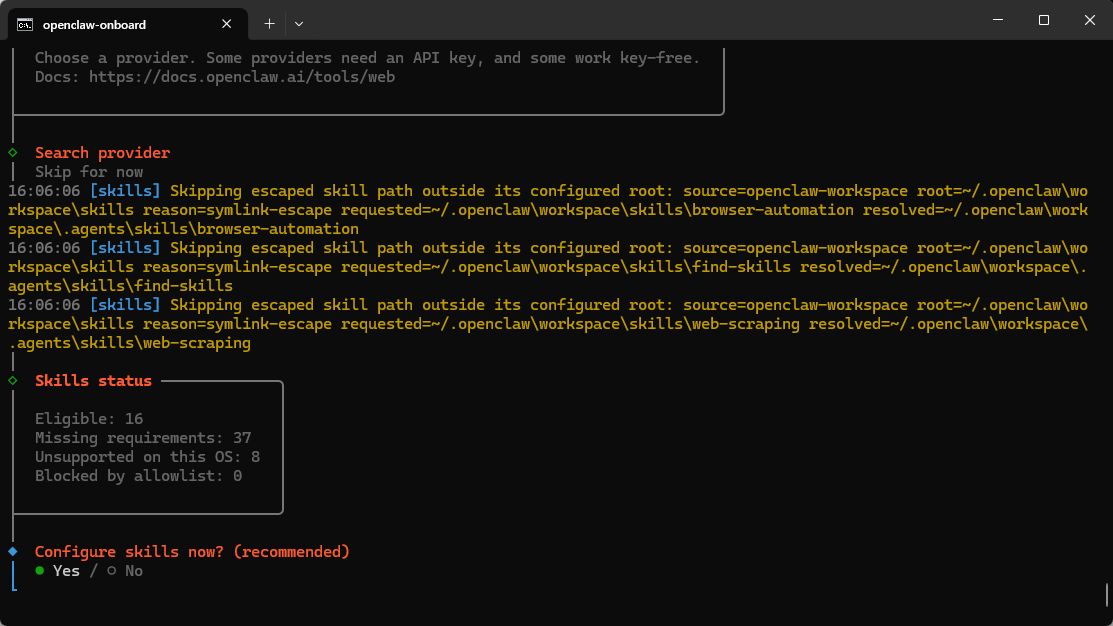 openclaw-onboard
Choose a provider. Some providers need an API key, and some work key-free.
Docs: https://docs.openclaw.ai/tools/web
Search provider
Skip for now
16:06:06 [skills] Skipping escaped skill path outside its configured root: source=openclaw-workspace root=~/.openclaw\wo
rkspace\skills reason=symlink-escape requested=~/.openclaw\workspace\skills\browser-automation resolved=~/.openclaw\work
space\.agents\skills\browser-automation
16:06:06 [skills] Skipping escaped skill path outside its configured root: source=openclaw-workspace root=~/.openclaw\wo
rkspace\skills reason=symlink-escape requested=~/.openclaw\workspace\skills\find-skills resolved=~/.openclaw\workspace\.
agents\skills\find-skills
16:06:06 [skills] Skipping escaped skill path outside its configured root: source=openclaw-workspace root=~/.openclaw\wo
rkspace\skills reason=symlink-escape requested=~/.openclaw\workspace\skills\web-scraping resolved=~/.openclaw\workspace\
.agents\skills\web-scraping
Skills status
Eligible: 16
Missing requirements: 37
Unsupported on this OS: 8
Blocked by allowlist: 0
Configure skills now? (recommended)
● Yes / ○ No